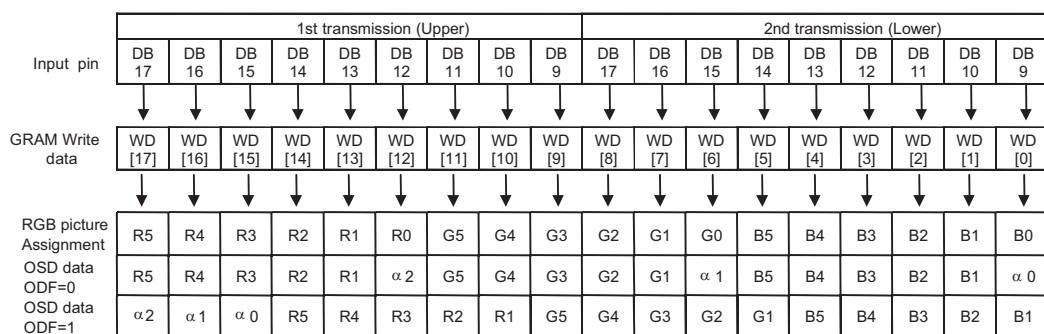 1st transmission (Upper) 2nd transmission (Lower)
Input pin DB 17 DB 16 DB 15 DB 14 DB 13 DB 12 DB 11 DB 10 DB 9 DB 17 DB 16 DB 15 DB 14 DB 13 DB 12 DB 11 DB 10 DB 9
GRAM Write data WD [17] WD [16] WD [15] WD [14] WD [13] WD [12] WD [11] WD [10] WD [9] WD [8] WD [7] WD [6] WD [5] WD [4] WD [3] WD [2] WD [1] WD [0]
RGB picture Assignment R5 R4 R3 R2 R1 R0 G5 G4 G3 G2 G1 G0 B5 B4 B3 B2 B1 B0
OSD data ODF=0 R5 R4 R3 R2 R1 α2 G5 G4 G3 G2 G1 α1 B5 B4 B3 B2 B1 α0
OSD data ODF=1 α2 α1 α0 R5 R4 R3 R2 R1 G5 G4 G3 G2 G1 B5 B4 B3 B2 B1